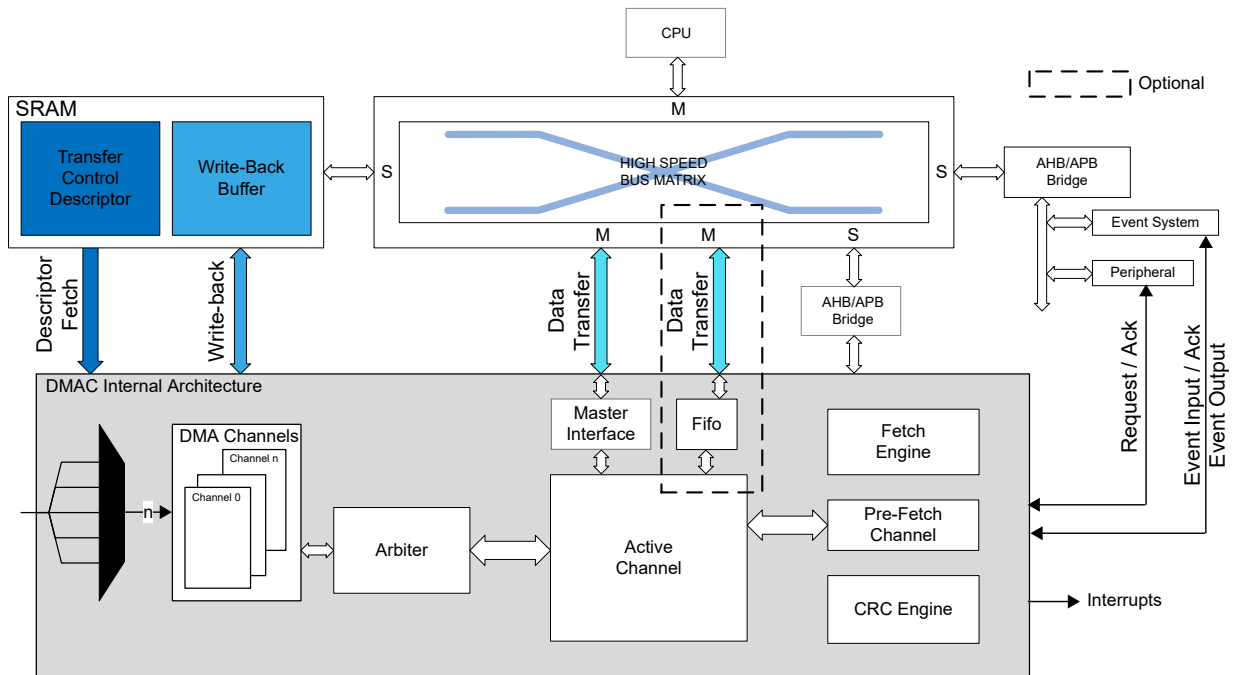 CPU
Optional
SRAM
Transfer
Control
Descriptor
Write-Back
Buffer
M
S
HIGH SPEED
BUS MATRIX
S
M
M
S
AHB/APB
Bridge
Event System
Peripheral
Descriptor
Fetch
Write-back
Data
Transfer
Data
Transfer
AHB/APB
Bridge
Request / Ack
Event Input / Ack
Event Output
DMAC Internal Architecture
DMA Channels
Channel n
Channel 0
n
Arbiter
Master
Interface
Fifo
Active
Channel
Fetch
Engine
Pre-Fetch
Channel
CRC Engine
Interrupts